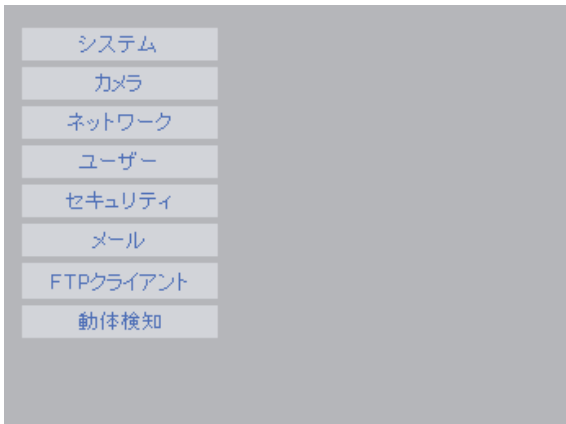 システム
カメラ
ネットワーク
ユーザー
セキュリティ
メール
FTPクライアント
動体検知